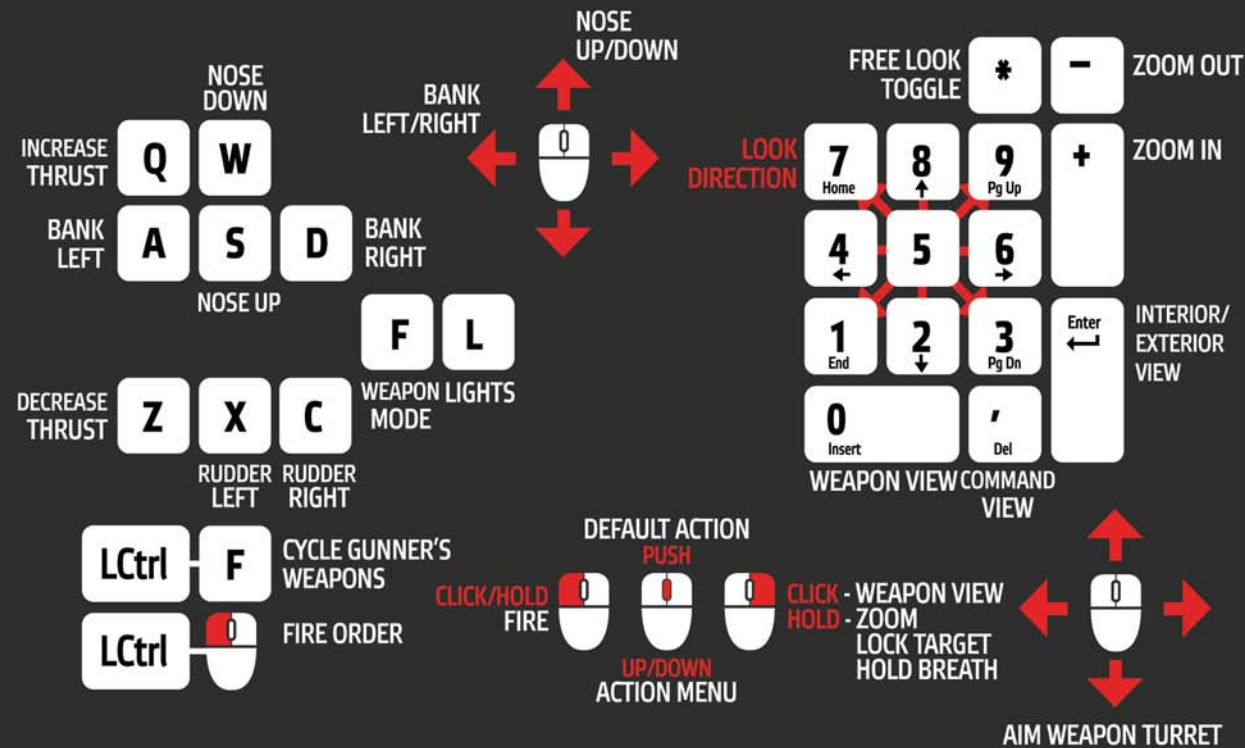 NOSE
UP/DOWN
BANK
LEFT/RIGHT
NOSE
DOWN
INCREASE
THRUST
Q
W
BANK
LEFT
A
S
D
BANK
RIGHT
NOSE UP
F
L
WEAPON
MODE
LIGHTS
DECREASE
THRUST
Z
X
C
RUDDER
LEFT
RUDDER
RIGHT
LCtrl
F
CYCLE GUNNER'S
WEAPONS
LCtrl
FIRE ORDER
FREE LOOK
TOGGLE
*
-
ZOOM OUT
LOOK
DIRECTION
7
Home
8
9
Pg Up
+
ZOOM IN
4
5
6
1
End
2
3
Pg Dn
Enter
INTERIOR/
EXTERIOR
VIEW
0
Insert
,
Del
WEAPON VIEW
COMMAND
VIEW
DEFAULT ACTION
PUSH
CLICK/HOLD
FIRE
UP/DOWN
ACTION MENU
CLICK - WEAPON VIEW
HOLD - ZOOM
LOCK TARGET
HOLD BREATH
AIM WEAPON TURRET